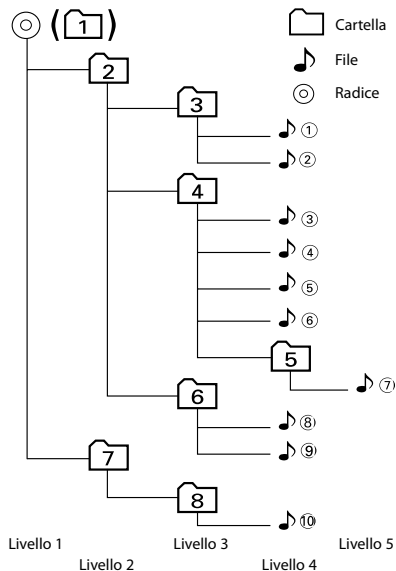 ( 1 )
Cartella
2
File
3
Radice
①
②
4
③
④
⑤
⑥
5
⑦
6
⑧
⑨
7
8
⑩
Livello 1
Livello 2
Livello 3
Livello 4
Livello 5